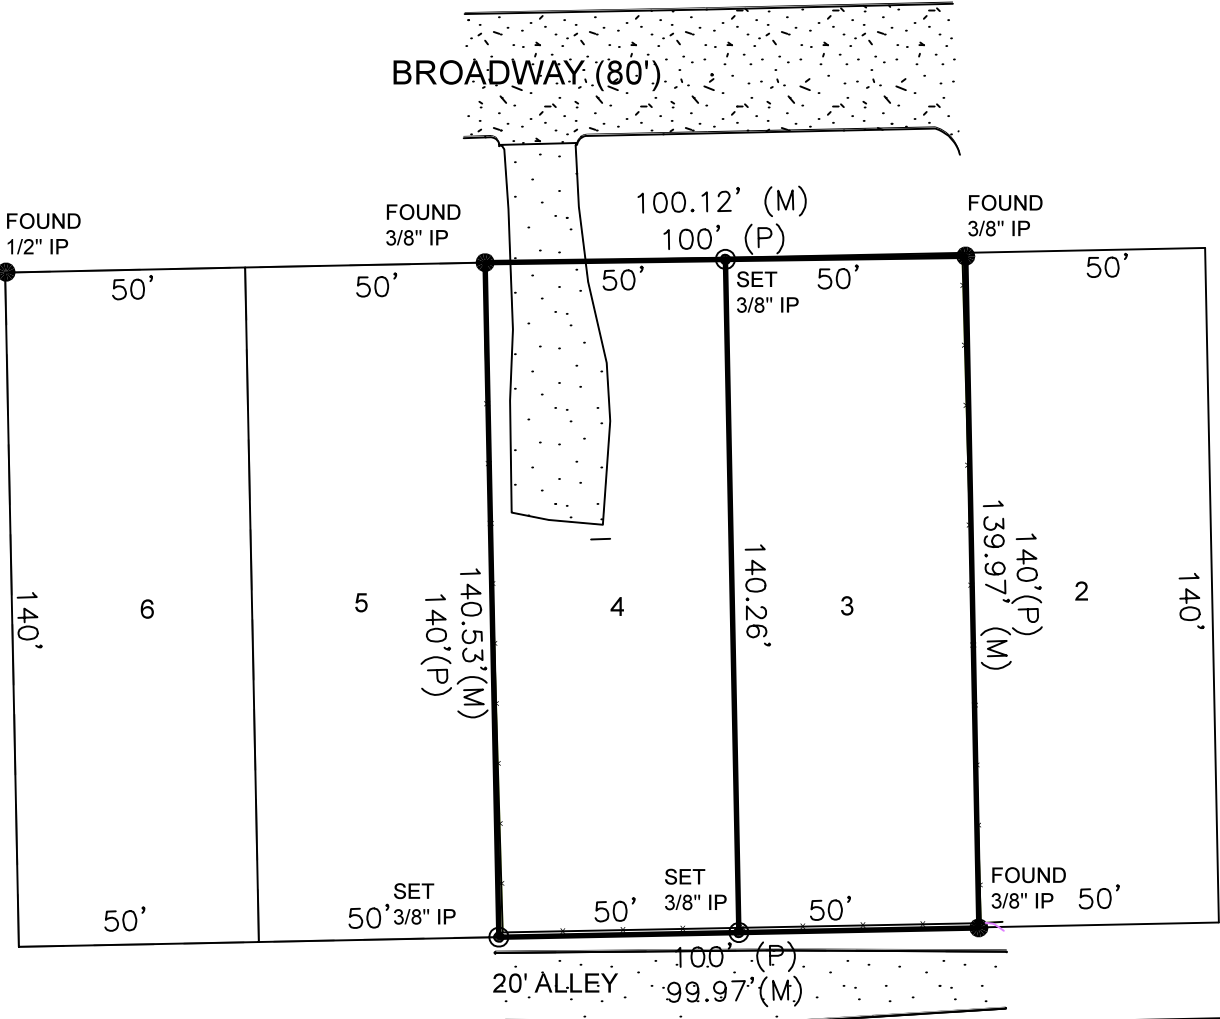 BROADWAY (80')
100.12' (M)
100' (P)
FOUND
1/2" IP
FOUND
3/8" IP
FOUND
3/8" IP
50'
50'
50'
SET
3/8" IP
50'
50'
140'
6
5
140'(P)
140.53'(M)
4
140.26'
3
139.97' (M)
140'(P)
2
140'
50'
50'
SET
3/8" IP
50'
SET
3/8" IP
50'
FOUND
3/8" IP
50'
100' (P)
20' ALLEY
99.97'(M)